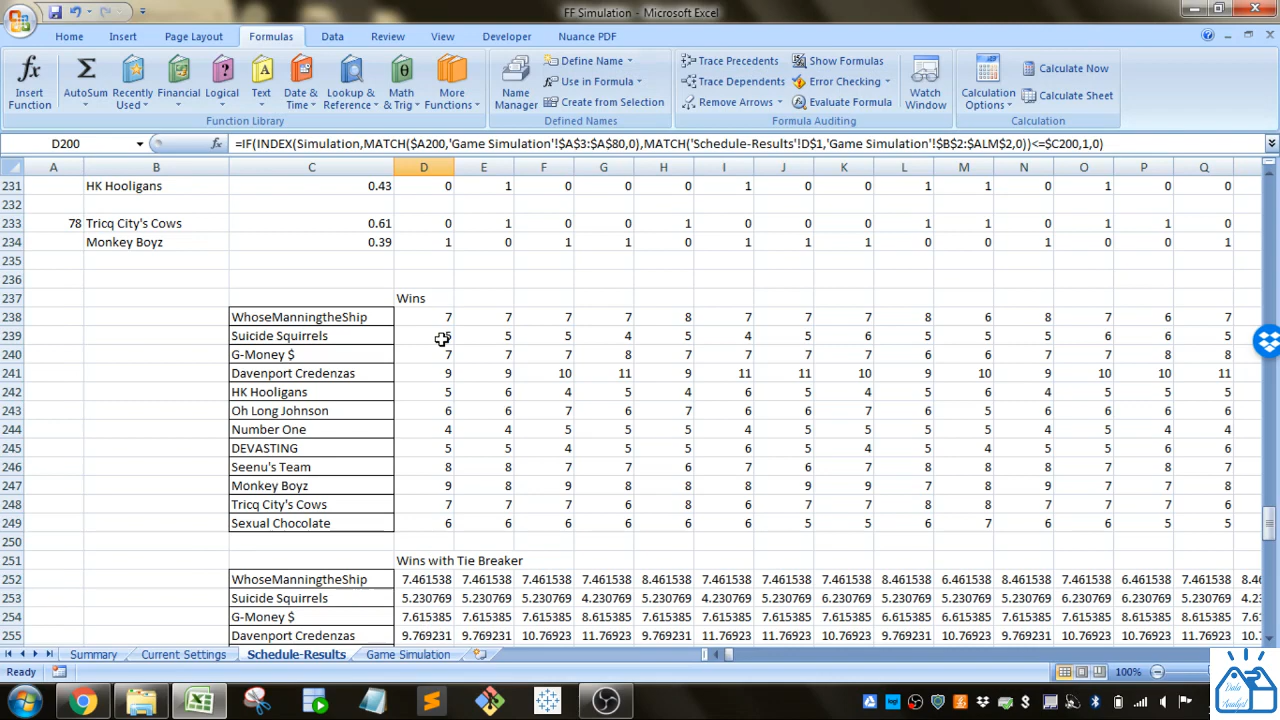 FF Simulation - Microsoft Excel
Home Insert Page Layout Formulas Data Review View Developer Nuance PDF
Insert Function
AutoSum Recently Used Financial Logical Text Date & Time Lookup & Reference Math & Trig More Functions
Function Library
Name Manager
Define Name
Use in Formula
Create from Selection
Defined Names
Trace Precedents
Trace Dependents
Remove Arrows
Show Formulas
Error Checking
Evaluate Formula
Formula Auditing
Watch Window
Calculation Options
Calculate Now
Calculate Sheet
Calculation
D200 fx =IF(INDEX(Simulation,MATCH($A200,'Game Simulation'!$A$3:$A$80,0),MATCH('Schedule-Results'!D$1,'Game Simulation'!$B$2:$ALM$2,0))<=$C200,1,0)
A B C D E F G H I J K L M N O P Q
231 HK Hooligans 0.43 0 1 0 0 0 1 0 0 1 1 0 1 0 0
232
233 78 Tricq City's Cows 0.61 0 1 0 0 1 0 0 0 1 1 0 1 1 0
234 Monkey Boyz 0.39 1 0 1 1 0 1 1 1 0 0 1 0 0 1
235
236
237 Wins
238 WhoseManningtheShip 7 7 7 7 8 7 7 7 8 6 8 7 6 7
239 Suicide Squirrels 5 5 5 4 5 4 5 6 5 5 5 6 6 5
240 G-Money $ 7 7 7 8 7 7 7 7 6 6 7 7 8 8
241 Davenport Credenzas 9 9 10 11 9 11 11 10 9 10 9 10 10 11
242 HK Hooligans 5 6 4 5 4 6 5 4 5 6 4 5 5 5
243 Oh Long Johnson 6 6 7 6 7 6 6 7 6 5 6 6 6 6
244 Number One 4 4 5 5 5 4 4 5 5 5 4 5 4 4
245 DEVASTING 5 5 4 5 5 6 5 4 5 4 5 5 6 6
246 Seenu's Team 8 8 7 7 6 6 7 7 8 8 8 8 8 7
247 Monkey Boyz 9 8 9 8 8 8 9 9 7 8 9 7 7 8
248 Tricq City's Cows 7 7 7 6 8 6 7 7 8 8 7 7 7 6
249 Sexual Chocolate 6 6 6 6 6 6 5 5 6 7 6 6 5 5
250
251 Wins with Tie Breaker
252 WhoseManningtheShip 7.461538 7.461538 7.461538 7.461538 8.461538 7.461538 7.461538 7.461538 8.461538 6.461538 8.461538 7.461538 6.461538 7.461538 8.46
253 Suicide Squirrels 5.230769 5.230769 5.230769 4.230769 5.230769 4.230769 5.230769 6.230769 5.230769 5.230769 5.230769 6.230769 6.230769 5.230769 4.23
254 G-Money $ 7.615385 7.615385 7.615385 8.615385 7.615385 7.615385 7.615385 7.615385 6.615385 6.615385 7.615385 7.615385 8.615385 8.615385 7.61
255 Davenport Credenzas 9.769231 9.769231 10.76923 11.76923 9.769231 11.76923 11.76923 10.76923 9.769231 10.76923 9.769231 10.76923 10.76923 11.76923 10.7
Summary Current Settings Schedule-Results Game Simulation
Ready 100%
Data Analyst